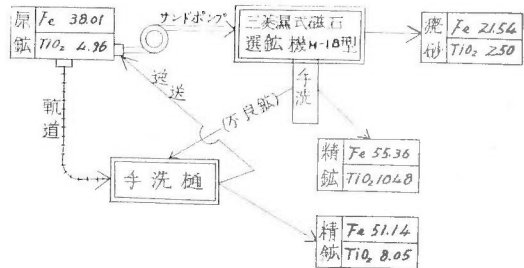 原鉱 Fe 38.01
TiO₂ 4.96
サンドポンプ
三菱黒式磁石
選鉱機H-18型
廃砂 Fe 21.54
TiO₂ 2.50
手洗
逆送
(不良鉱)
軌道
手洗樋
精鉱 Fe 55.36
TiO₂ 10.48
精鉱 Fe 51.14
TiO₂ 8.05